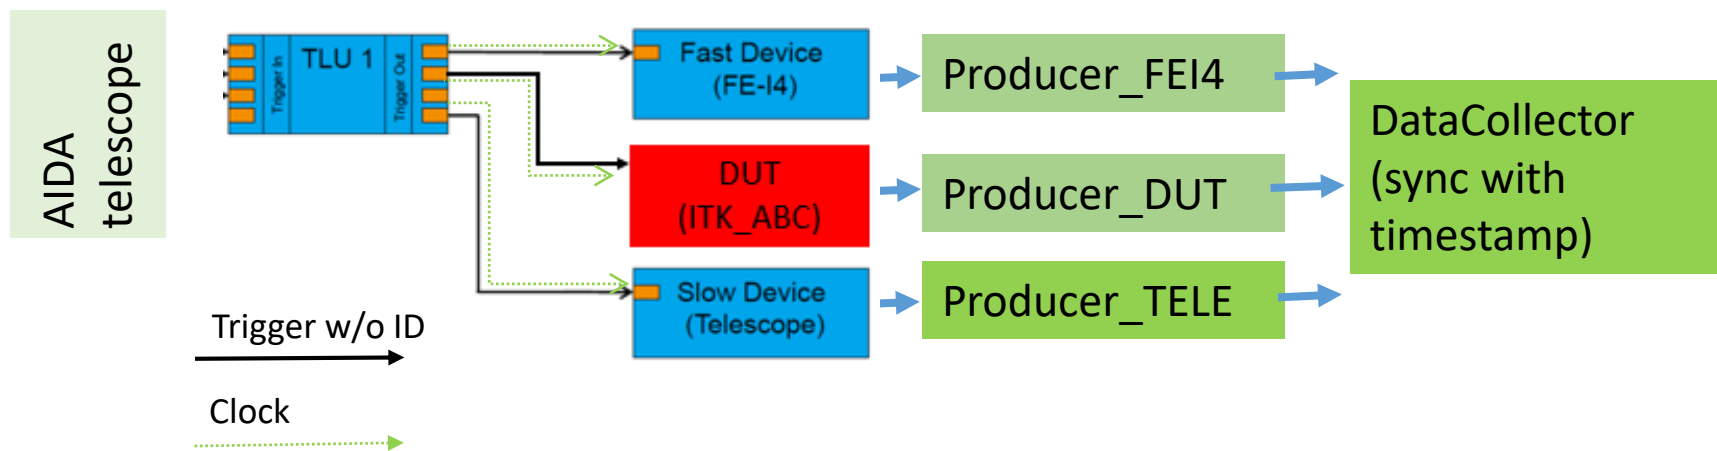 AIDA
telescope
Trigger In
TLU 1
Trigger Out
Fast Device
(FE-I4)
Producer_FEI4
DUT
(ITK_ABC)
Producer_DUT
Slow Device
(Telescope)
Producer_TELE
DataCollector
(sync with
timestamp)
Trigger w/o ID
Clock